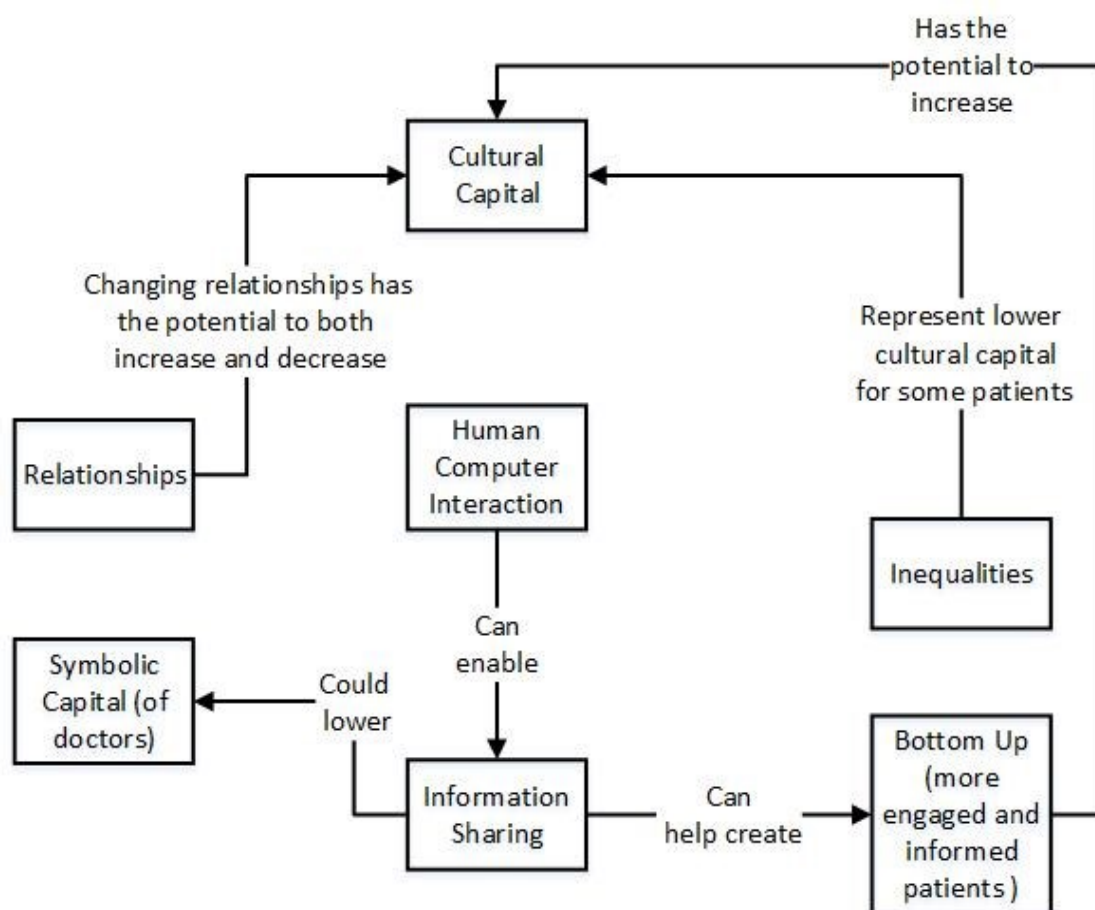 Has the
potential to
increase
Cultural
Capital
Changing relationships has
the potential to both
increase and decrease
Represent lower
cultural capital
for some patients
Relationships
Human
Computer
Interaction
Inequalities
Can
enable
Symbolic
Capital (of
doctors)
Could
lower
Information
Sharing
Can
help create
Bottom Up
(more
engaged and
informed
patients)